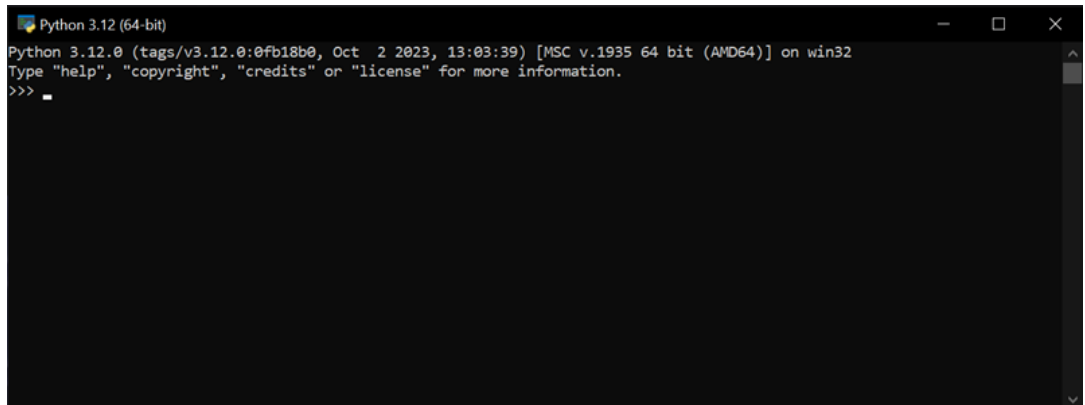 Python 3.12 (64-bit)
Python 3.12.0 (tags/v3.12.0:0fb18b0, Oct  2 2023, 13:03:39) [MSC v.1935 64 bit (AMD64)] on win32
Type "help", "copyright", "credits" or "license" for more information.
>>>